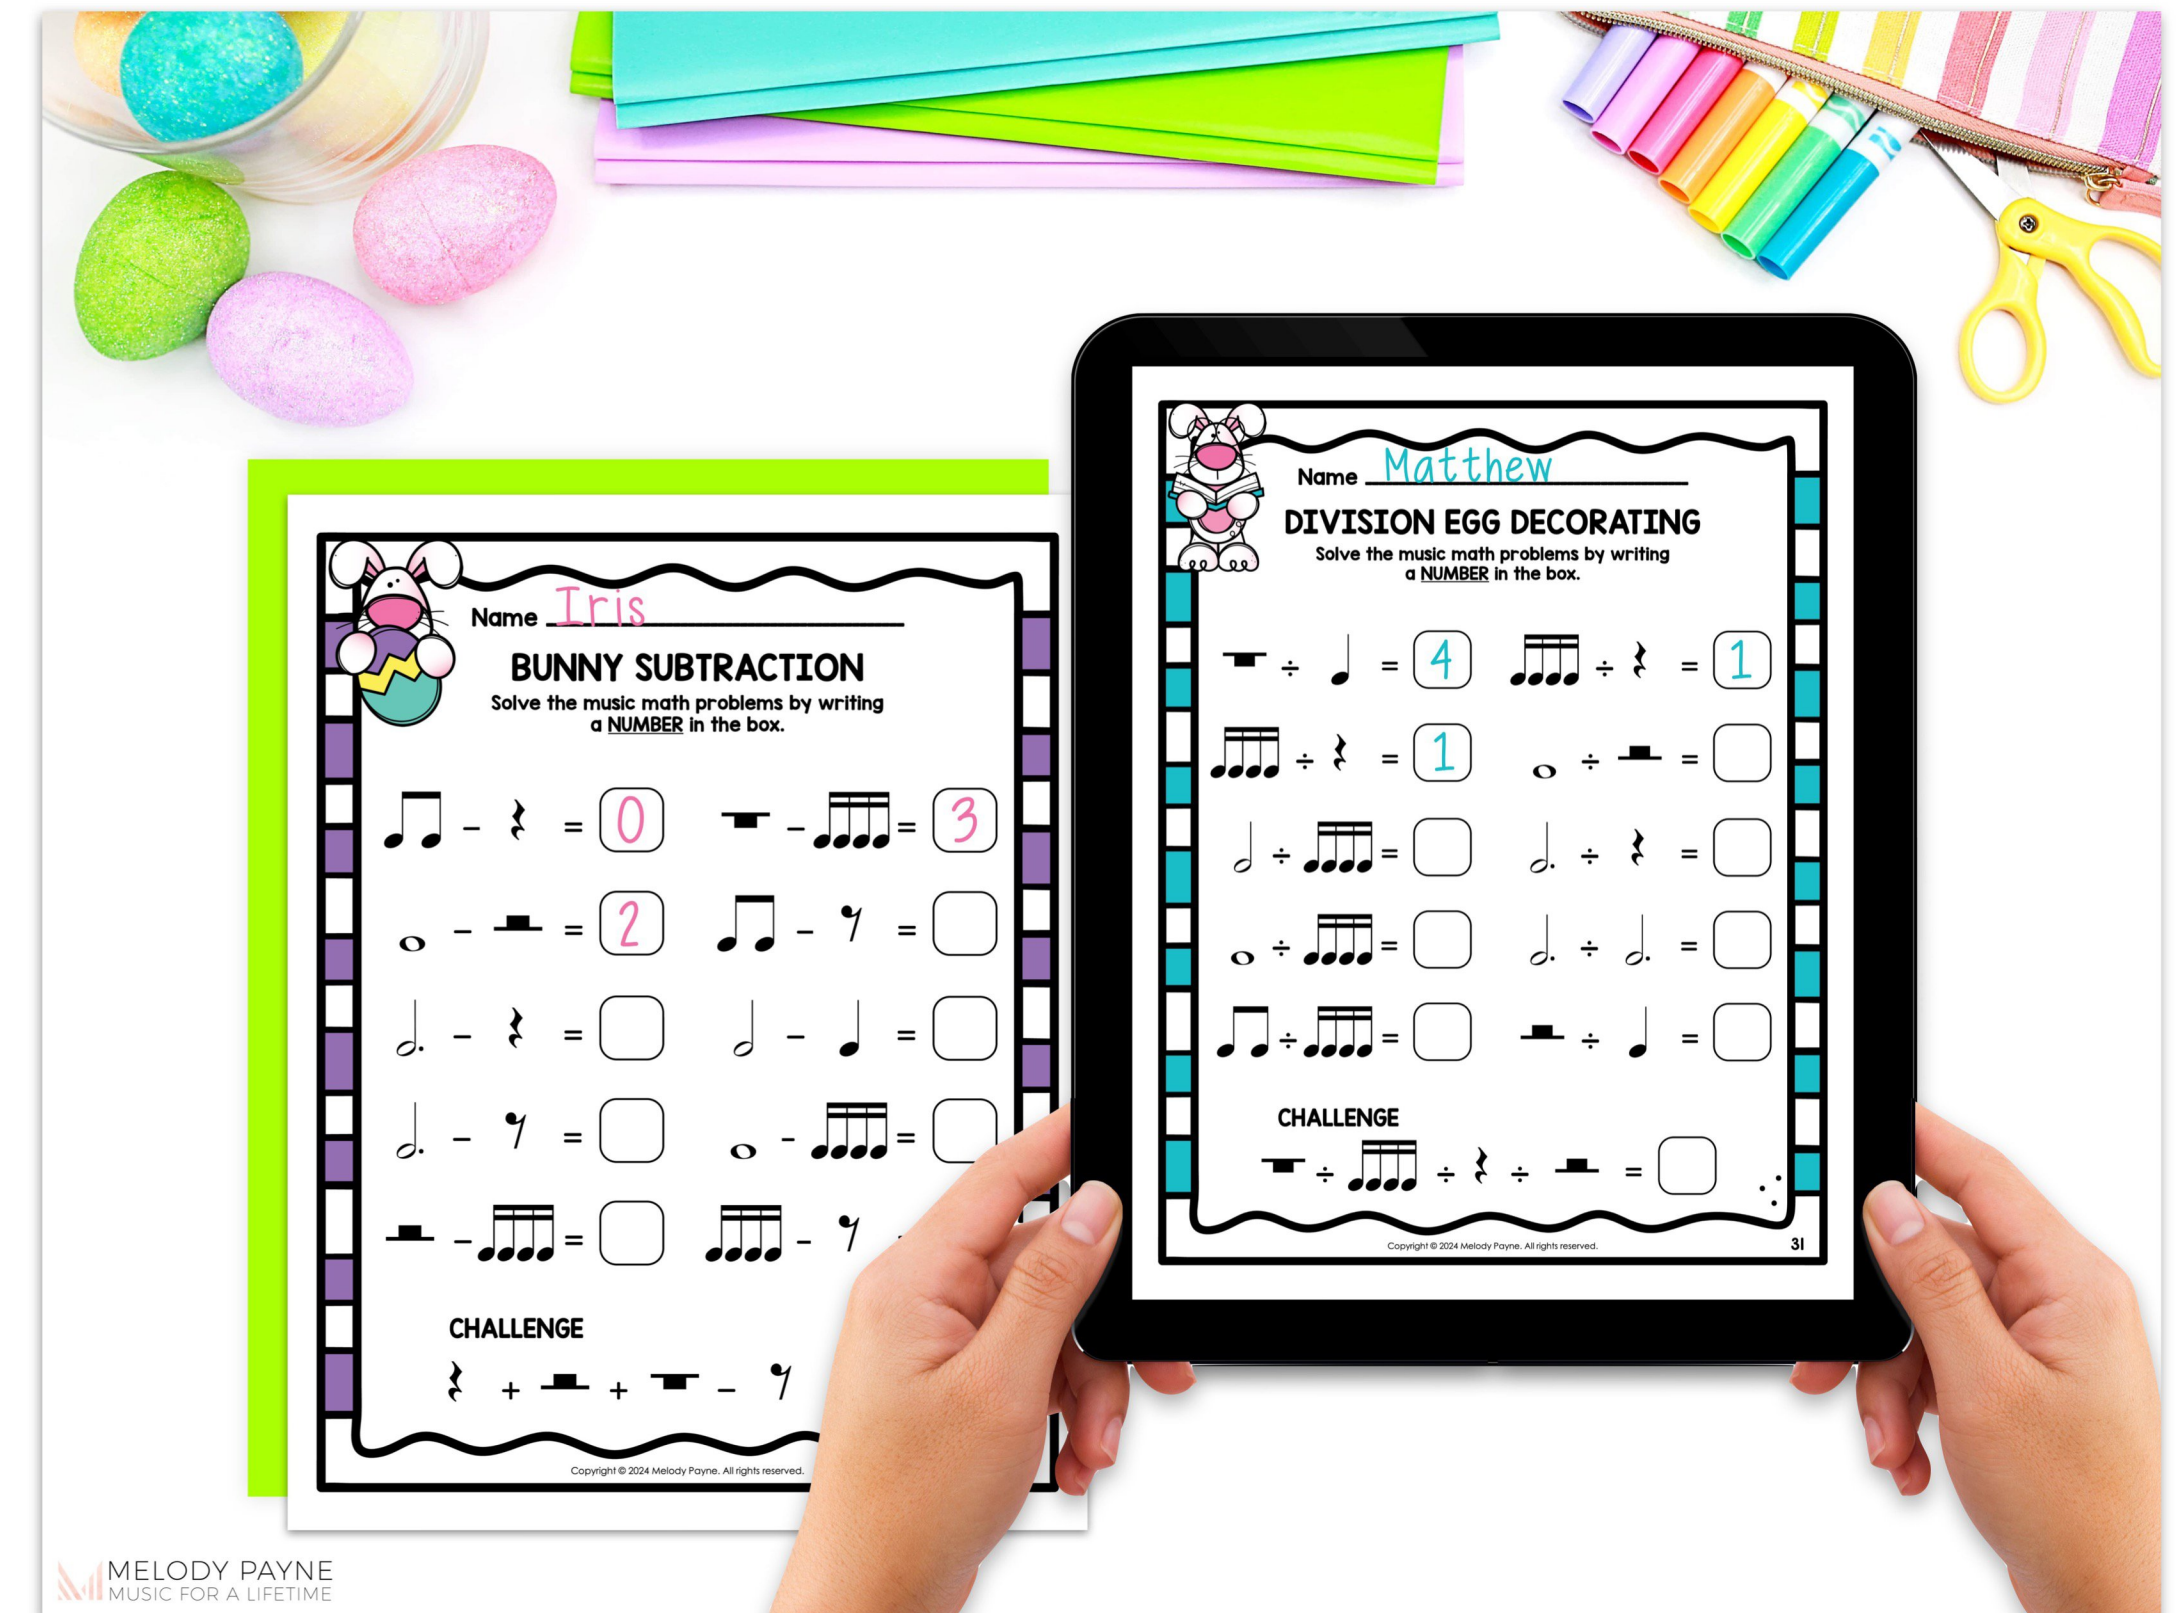 Name Iris
BUNNY SUBTRACTION
Solve the music math problems by writing
a NUMBER in the box.
- = 0
- = 3
- = 2
- =
- =
- =
- =
- =
- =
-
CHALLENGE
+ + -
Copyright © 2024 Melody Payne. All rights reserved.
Name Matthew
DIVISION EGG DECORATING
Solve the music math problems by writing
a NUMBER in the box.
÷ = 4
÷ = 1
÷ = 1
÷ =
÷ =
÷ =
÷ =
÷ =
÷ =
÷ =
CHALLENGE
÷ ÷ ÷ =
Copyright © 2024 Melody Payne. All rights reserved.
31
MELODY PAYNE
MUSIC FOR A LIFETIME